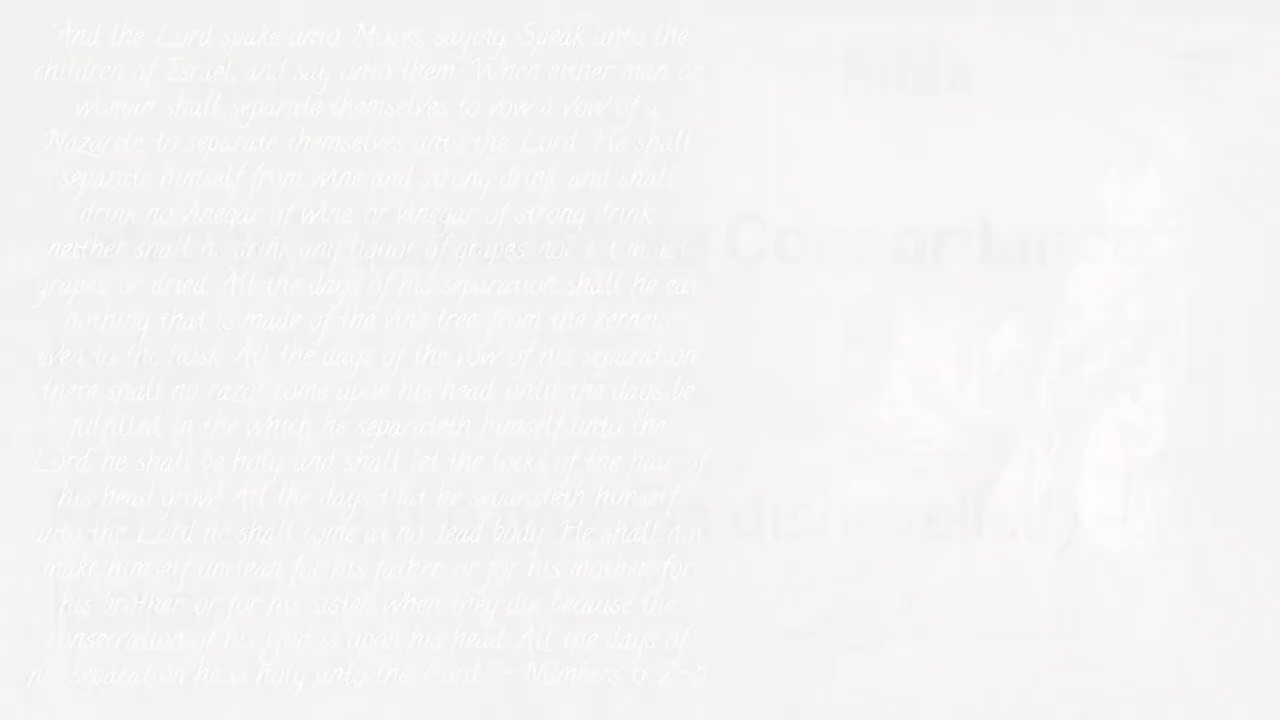 "And the Lord spake unto Moses, saying, Speak unto the
children of Israel, and say unto them, When either man or
woman shall separate themselves to vow a vow of a
Nazarite, to separate themselves unto the Lord: He shall
separate himself from wine and strong drink, and shall
drink no vinegar of wine, or vinegar of strong drink,
neither shall he drink any liquor of grapes, nor eat moist
grapes, or dried. All the days of his separation shall he eat
nothing that is made of the vine tree, from the kernels
even to the husk. All the days of the vow of his separation
there shall no razor come upon his head: until the days be
fulfilled, in the which he separateth himself unto the
Lord, he shall be holy, and shall let the locks of the hair of
his head grow. All the days that he separateth himself
unto the Lord he shall come at no dead body. He shall not
make himself unclean for his father, or for his mother, for
his brother, or for his sister, when they die: because the
consecration of his God is upon his head. All the days of
his separation he is holy unto the Lord." - Numbers 6:2-8
Concordance